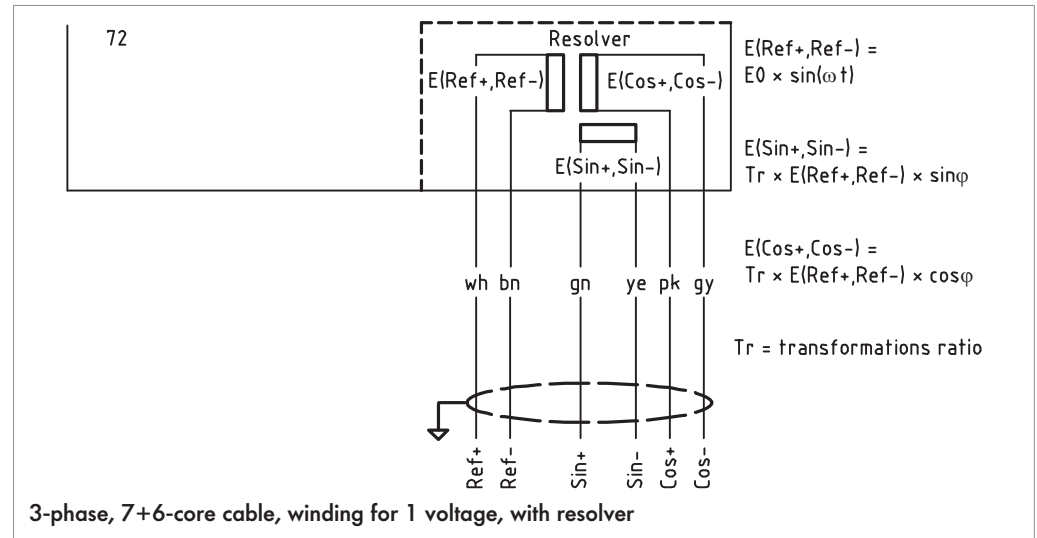 72
Resolver
E(Ref+,Ref-)
E(Cos+,Cos-)
E(Sin+,Sin-)
E(Ref+,Ref-) =
E0 × sin(ωt)
E(Sin+,Sin-) =
Tr × E(Ref+,Ref-) × sinφ
E(Cos+,Cos-) =
Tr × E(Ref+,Ref-) × cosφ
Tr = transformations ratio
wh bn gn ye pk gy
Ref+
Ref-
Sin+
Sin-
Cos+
Cos-
3-phase, 7+6-core cable, winding for 1 voltage, with resolver